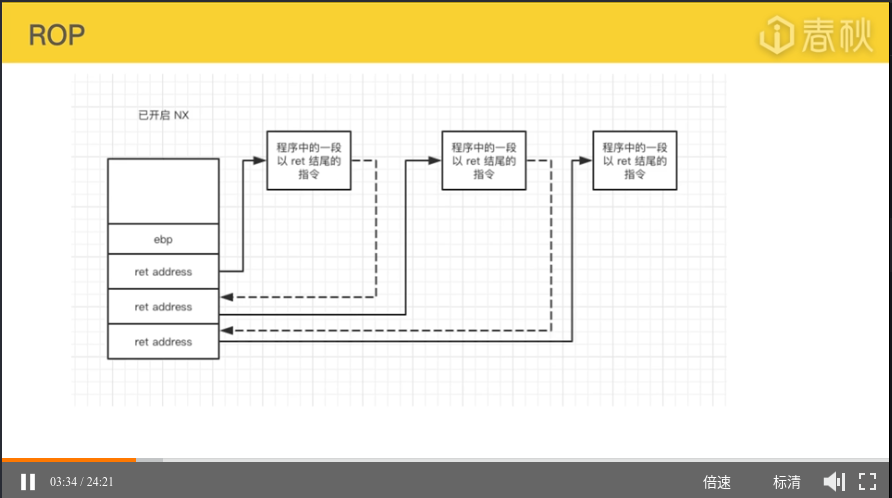 ROP
i春秋
已开启 NX
程序中的一段
以 ret 结尾的
指令
程序中的一段
以 ret 结尾的
指令
程序中的一段
以 ret 结尾的
指令
ebp
ret address
ret address
ret address
03:34 / 24:21
倍速
标清